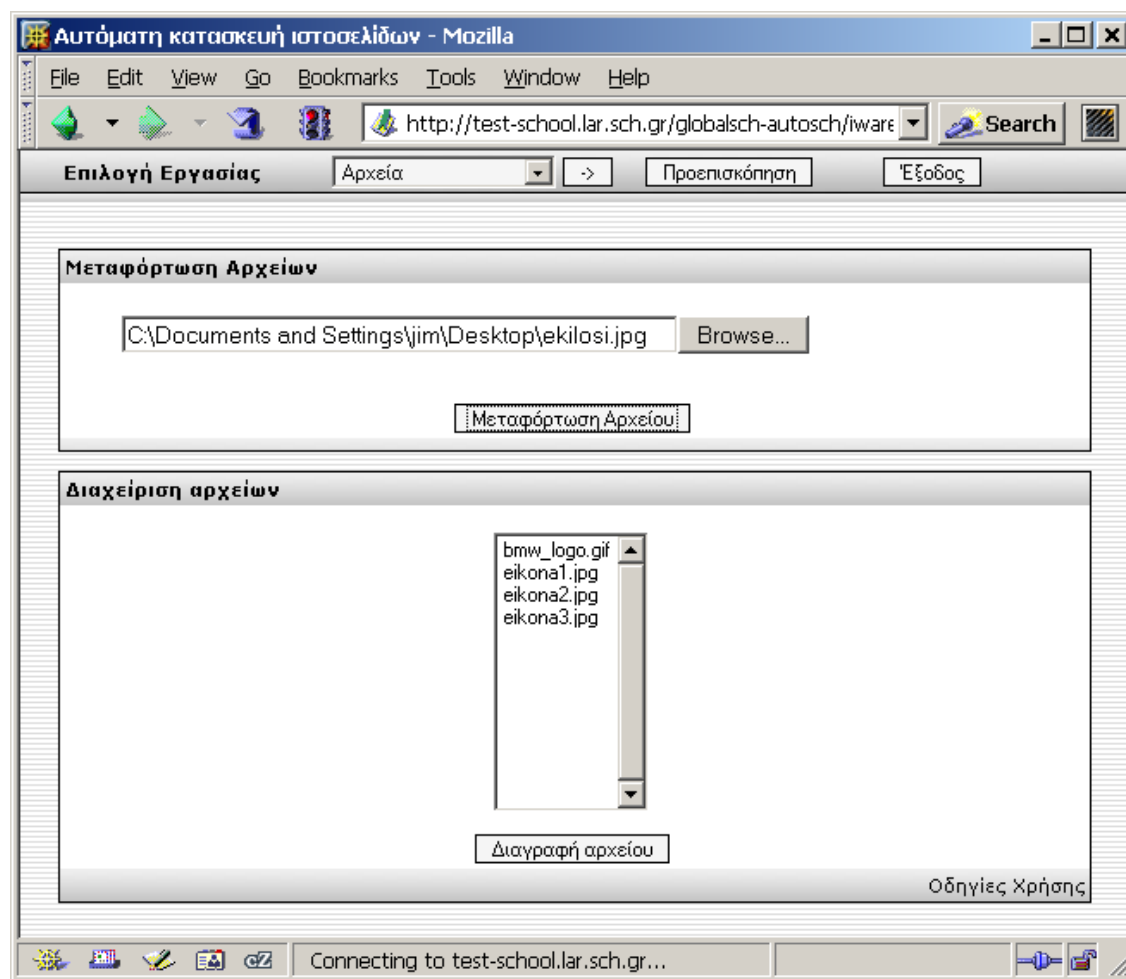 Αυτόματη κατασκευή ιστοσελίδων - Mozilla
File Edit View Go Bookmarks Tools Window Help
http://test-school.lar.sch.gr/globalsch-autosch/iware Search
Επιλογή Εργασίας Αρχεία -> Προεπισκόπηση Έξοδος
Μεταφόρτωση Αρχείων
C:\Documents and Settings\jim\Desktop\ekilosi.jpg Browse...
Μεταφόρτωση Αρχείου
Διαχείριση αρχείων
bmw_logo.gif
eikona1.jpg
eikona2.jpg
eikona3.jpg
Διαγραφή αρχείου
Οδηγίες Χρήσης
cZ Connecting to test-school.lar.sch.gr...